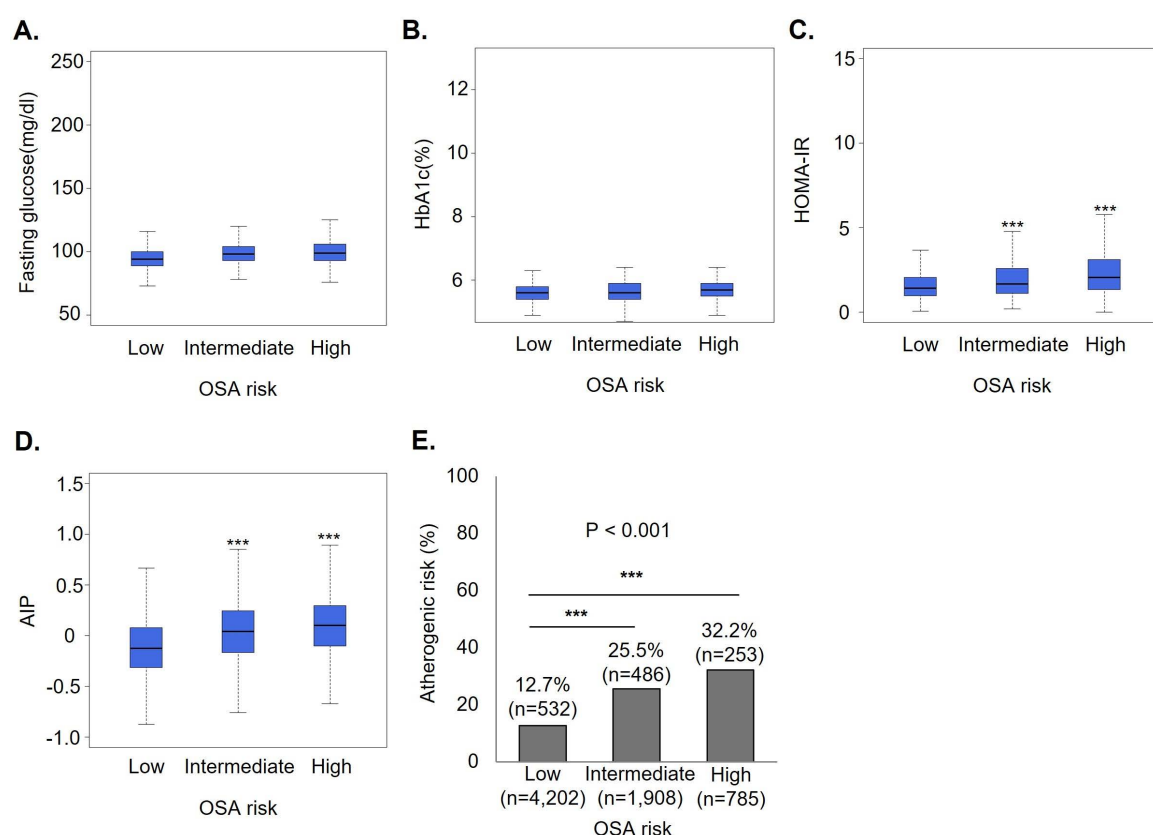 A.
250
200
150
100
50
Fasting glucose(mg/dl)
Low Intermediate High
OSA risk
B.
12
10
8
6
HbA1c(%)
Low Intermediate High
OSA risk
C.
15
10
5
0
HOMA-IR
*** ***
Low Intermediate High
OSA risk
D.
1.5
1.0
0.5
0
-0.5
-1.0
AIP
*** ***
Low Intermediate High
OSA risk
E.
100
80
60
40
20
0
Atherogenic risk (%)
P < 0.001
***
***
12.7%
(n=532)
25.5%
(n=486)
32.2%
(n=253)
Low Intermediate High
(n=4,202) (n=1,908) (n=785)
OSA risk